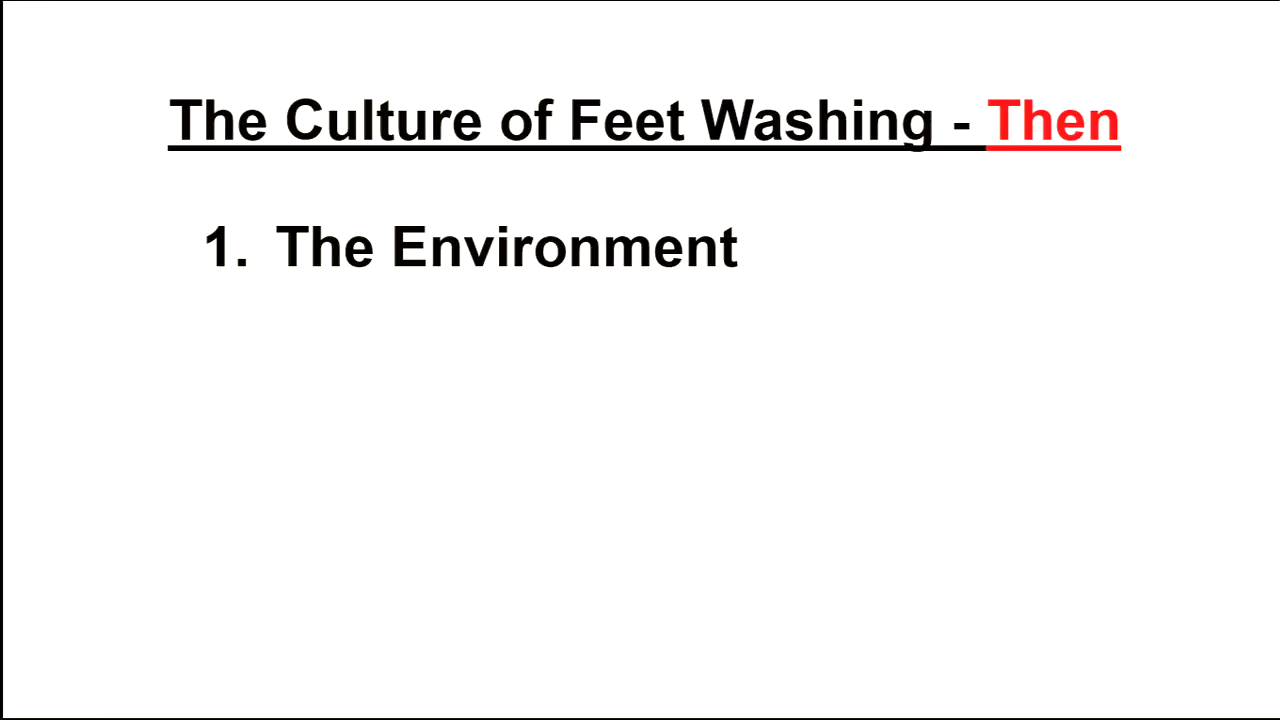 The Culture of Feet Washing - Then
1. The Environment